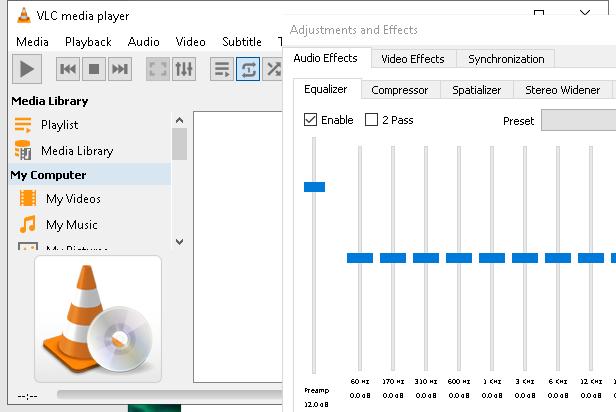 VLC media player
Media Playback Audio Video Subtitle
Adjustments and Effects
Audio Effects Video Effects Synchronization
Equalizer Compressor Spatializer Stereo Widener
Enable 2 Pass Preset
Media Library
Playlist
Media Library
My Computer
My Videos
My Music
My Pictures
--:--
Preamp
12.0 dB
60 Hz 170 Hz 310 Hz 600 Hz 1 KHz 3 KHz 6 KHz 12 KHz
0.0 dB 0.0 dB 0.0 dB 0.0 dB 0.0 dB 0.0 dB 0.0 dB 0.0 dB